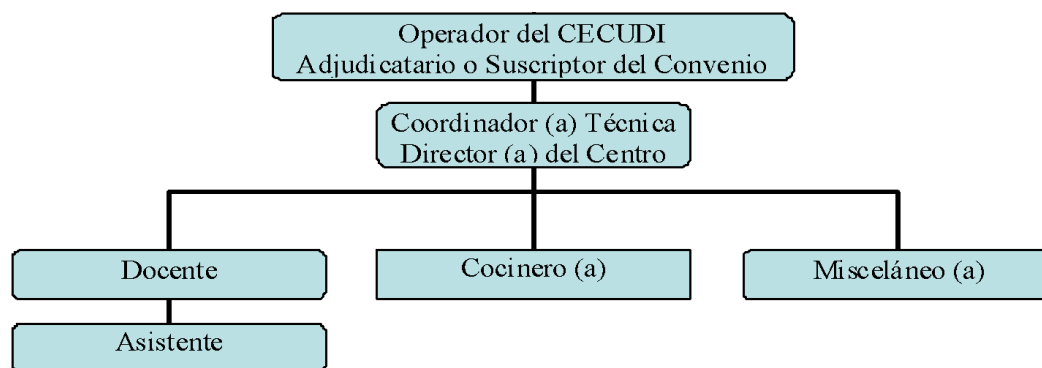 Operador del CECUDI
Adjudicatario o Suscriptor del Convenio
Coordinador (a) Técnica
Director (a) del Centro
Docente
Cocinero (a)
Misceláneo (a)
Asistente